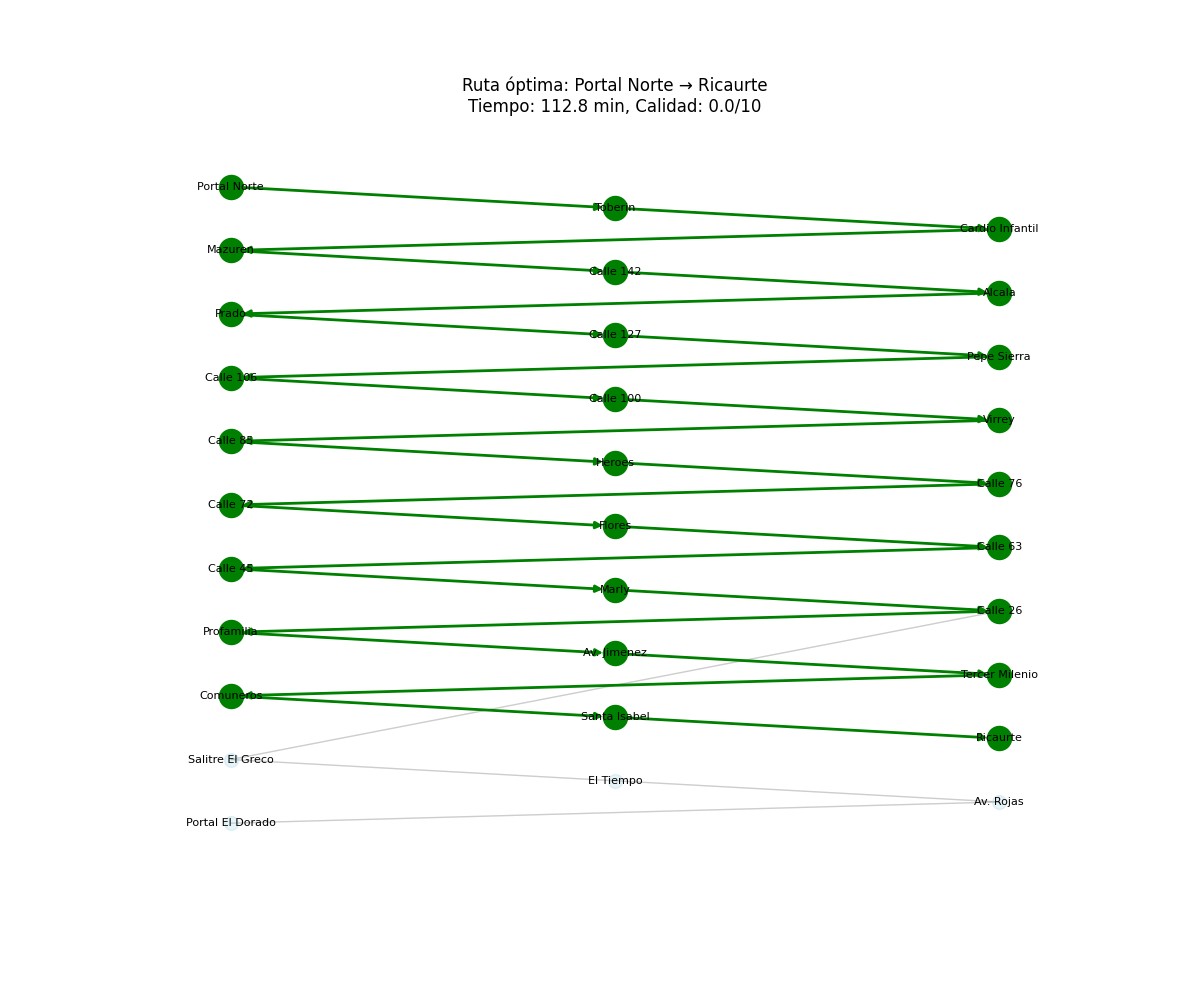 Ruta óptima: Portal Norte → Ricaurte
Tiempo: 112.8 min, Calidad: 0.0/10
Portal Norte
Toberin
Cardio Infantil
Mazuren
Calle 142
Alcala
Prado
Calle 127
Pepe Sierra
Calle 106
Calle 100
Virrey
Calle 85
Heroes
Calle 76
Calle 72
Flores
Calle 63
Calle 45
Marly
Calle 26
Profamilia
Av. Jimenez
Tercer Milenio
Comuneros
Santa Isabel
Ricaurte
Salitre El Greco
El Tiempo
Av. Rojas
Portal El Dorado